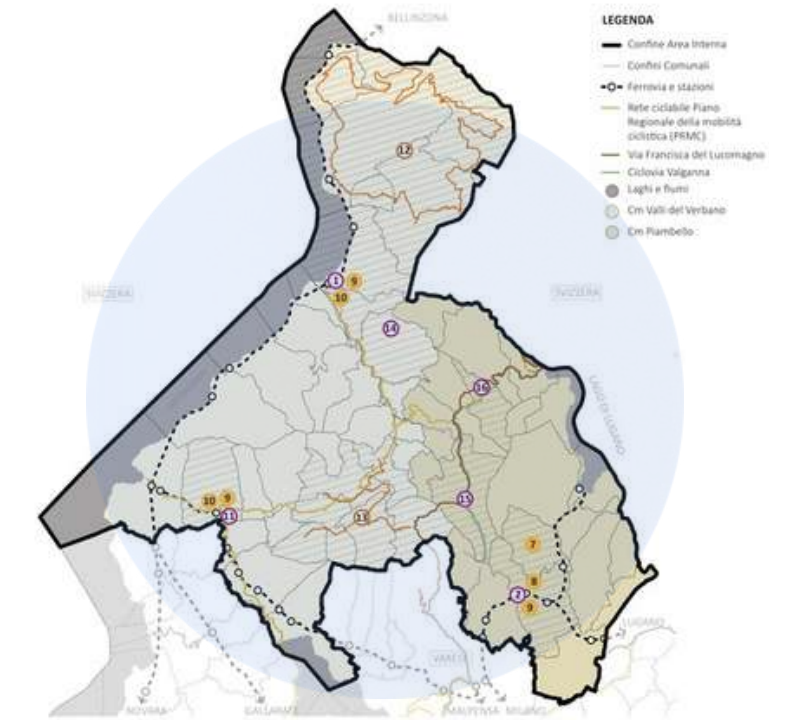 BELLINZONA
LEGENDA
Confine Area Interna
Confini Comunali
Ferrovia e stazioni
Rete ciclabile Piano
Regionale della mobilità
ciclistica (PRMC)
Via Francisca del Lucomagno
Ciclovia Valganna
Laghi e fiumi
Cm Valli del Verbano
Cm Piambello
12
1
9
10
SVIZZERA
SVIZZERA
14
16
LAGO DI LUGANO
10
9
11
13
15
7
8
2
9
LUGANO
VARESE
NOVARA
GALLARATE
MALPENSA
MILANO